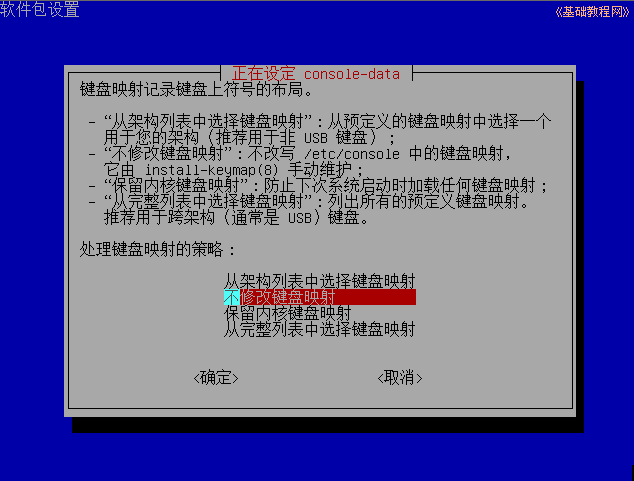 软件包设置
《基础教程网》
正在设定 console-data
键盘映射记录键盘上符号的布局。
- “从架构列表中选择键盘映射”：从预定义的键盘映射中选择一个
用于您的架构（推荐用于非 USB 键盘）；
- “不修改键盘映射”：不改写 /etc/console 中的键盘映射，
它由 install-keymap(8) 手动维护；
- “保留内核键盘映射”：防止下次系统启动时加载任何键盘映射；
- “从完整列表中选择键盘映射”：列出所有的预定义键盘映射。
推荐用于跨架构（通常是 USB）键盘。
处理键盘映射的策略：
从架构列表中选择键盘映射
不修改键盘映射
保留内核键盘映射
从完整列表中选择键盘映射
<确定> <取消>